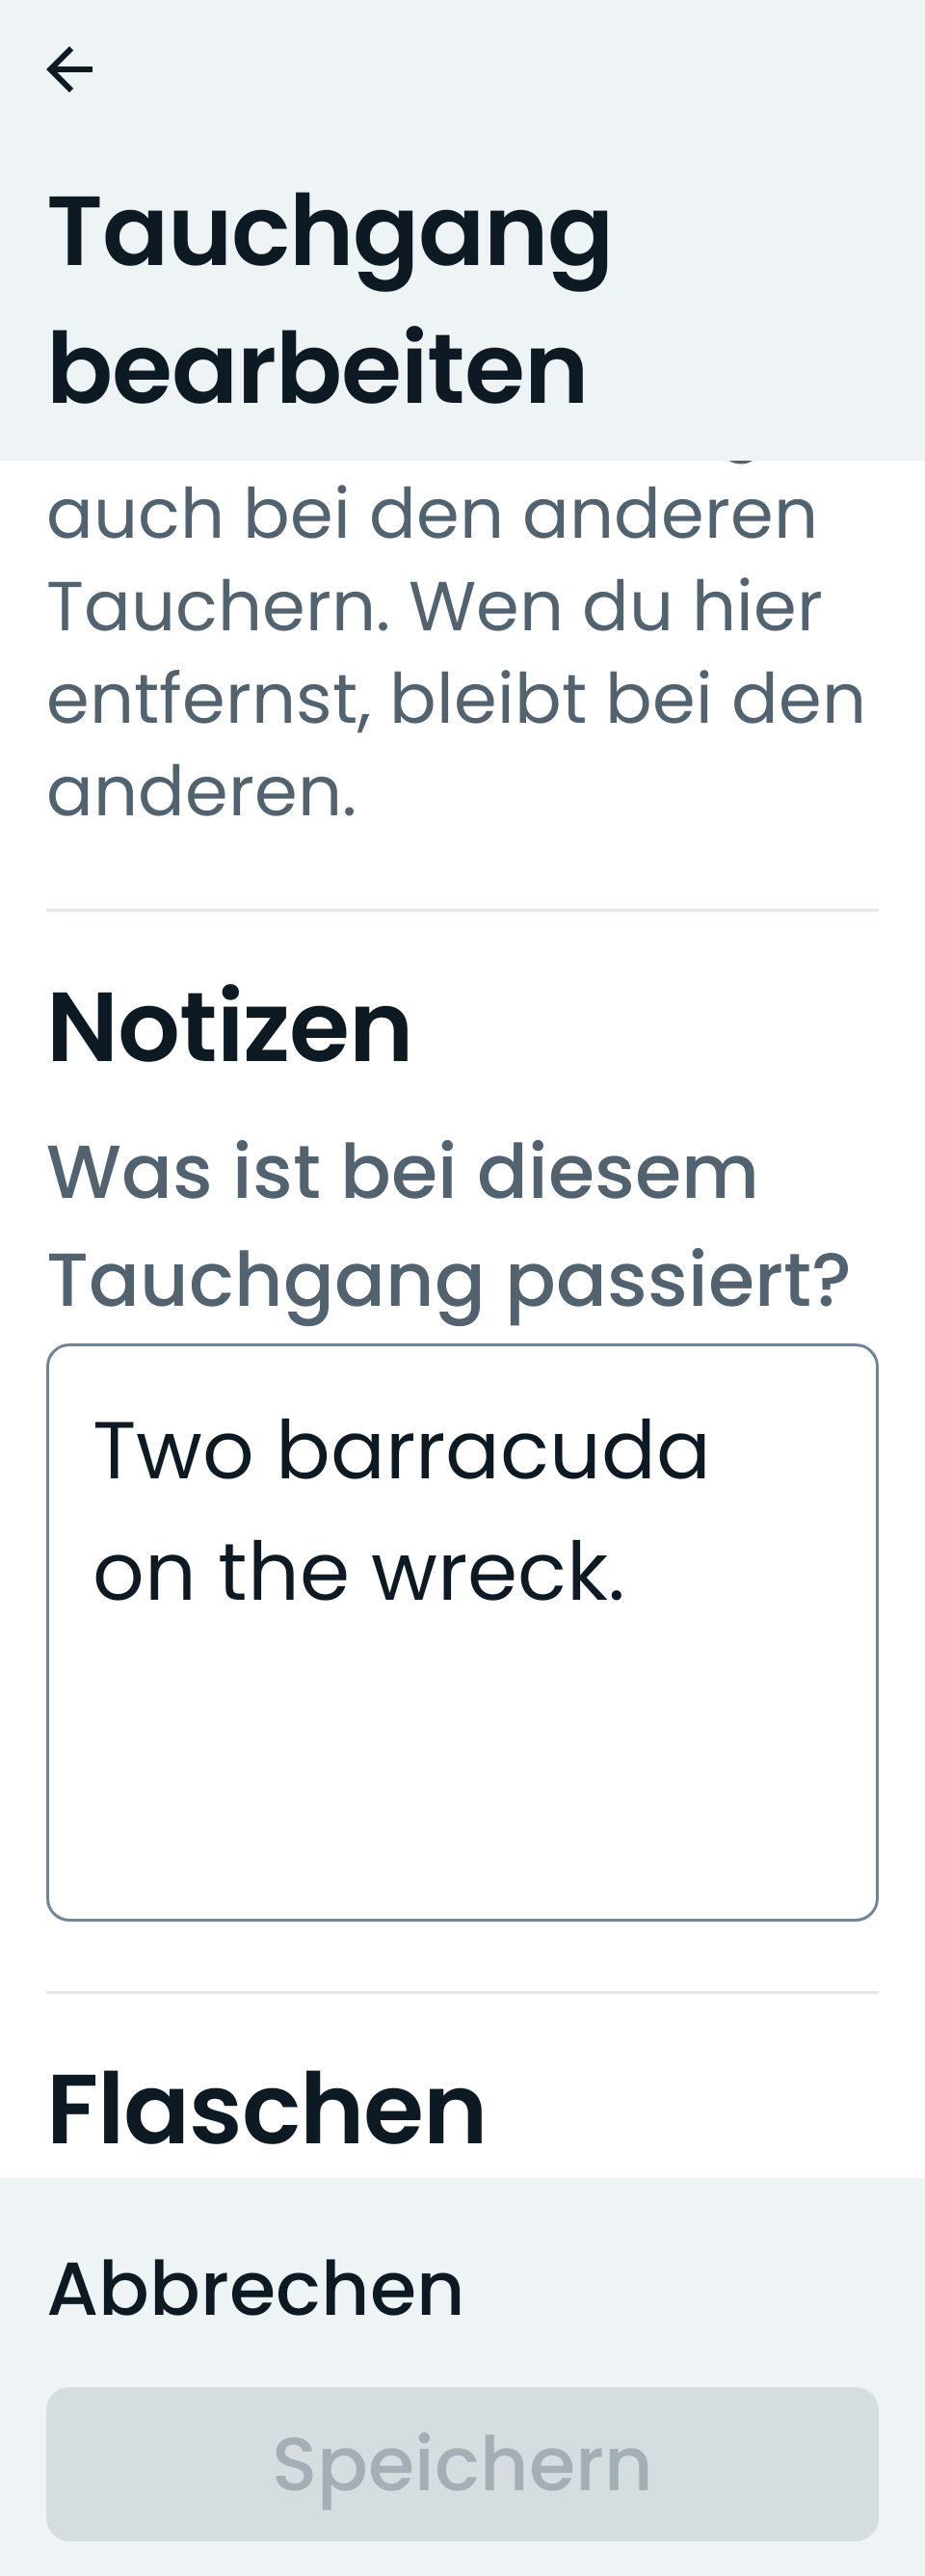 Tauchgang
bearbeiten
auch bei den anderen
Tauchern. Wen du hier
entfernst, bleibt bei den
anderen.
Notizen
Was ist bei diesem
Tauchgang passiert?
Two barracuda
on the wreck.
Flaschen
Abbrechen
Speichern